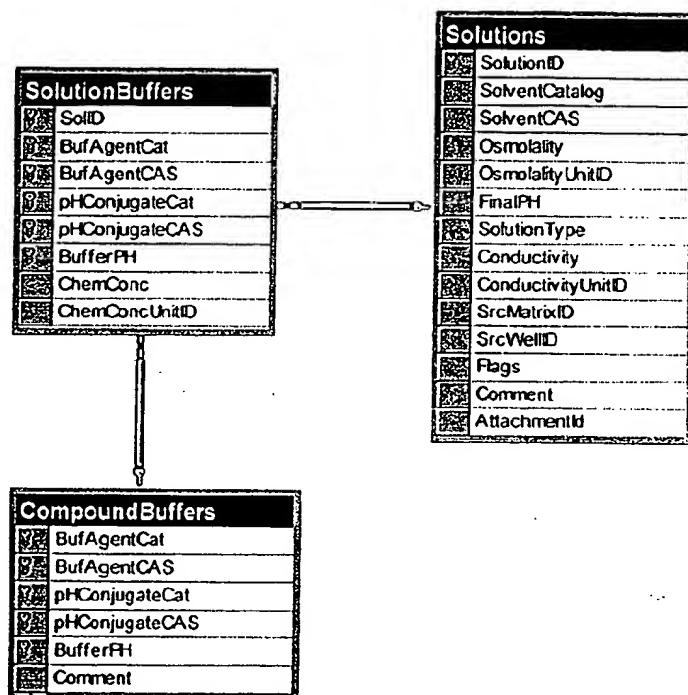 SolutionBuffers
SolID
BufAgentCat
BufAgentCAS
pHConjugateCat
pHConjugateCAS
BufferPH
ChemConc
ChemConcUnitID
Solutions
SolutionID
SolventCatalog
SolventCAS
Osmolality
OsmolalityUnitID
FinalPH
SolutionType
Conductivity
ConductivityUnitID
SrcMatrixID
SrcWellID
Flags
Comment
AttachmentId
CompoundBuffers
BufAgentCat
BufAgentCAS
pHConjugateCat
pHConjugateCAS
BufferPH
Comment